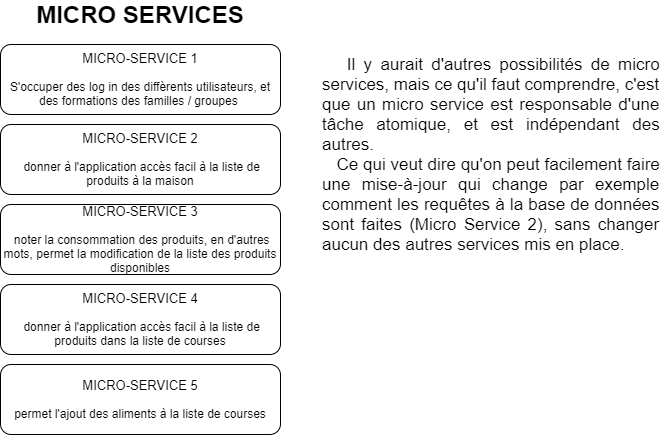 MICRO SERVICES
MICRO-SERVICE 1
S'occuper des log in des diffèrents utilisateurs, et
des formations des familles / groupes
MICRO-SERVICE 2
donner à l'application accès facil à la liste de
produits à la maison
MICRO-SERVICE 3
noter la consommation des produits, en d'autres
mots, permet la modification de la liste des produits
disponibles
MICRO-SERVICE 4
donner à l'application accès facil à la liste de
produits dans la liste de courses
MICRO-SERVICE 5
permet l'ajout des aliments à la liste de courses
Il y aurait d'autres possibilités de micro
services, mais ce qu'il faut comprendre, c'est
que un micro service est responsable d'une
tâche atomique, et est indépendant des
autres.
Ce qui veut dire qu'on peut facilement faire
une mise-à-jour qui change par exemple
comment les requêtes à la base de données
sont faites (Micro Service 2), sans changer
aucun des autres services mis en place.